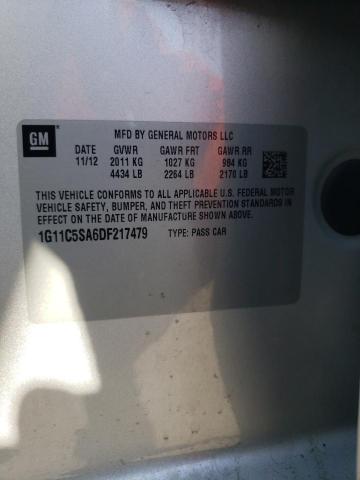 GM
MFD BY GENERAL MOTORS LLC
DATE GVWR GAWR FRT GAWR RR
11/12 2011 KG 1027 KG 984 KG
4434 LB 2264 LB 2170 LB
THIS VEHICLE CONFORMS TO ALL APPLICABLE U.S. FEDERAL MOTOR
VEHICLE SAFETY, BUMPER, AND THEFT PREVENTION STANDARDS IN
EFFECT ON THE DATE OF MANUFACTURE SHOWN ABOVE.
1G11C5SA6DF217479 TYPE: PASS CAR